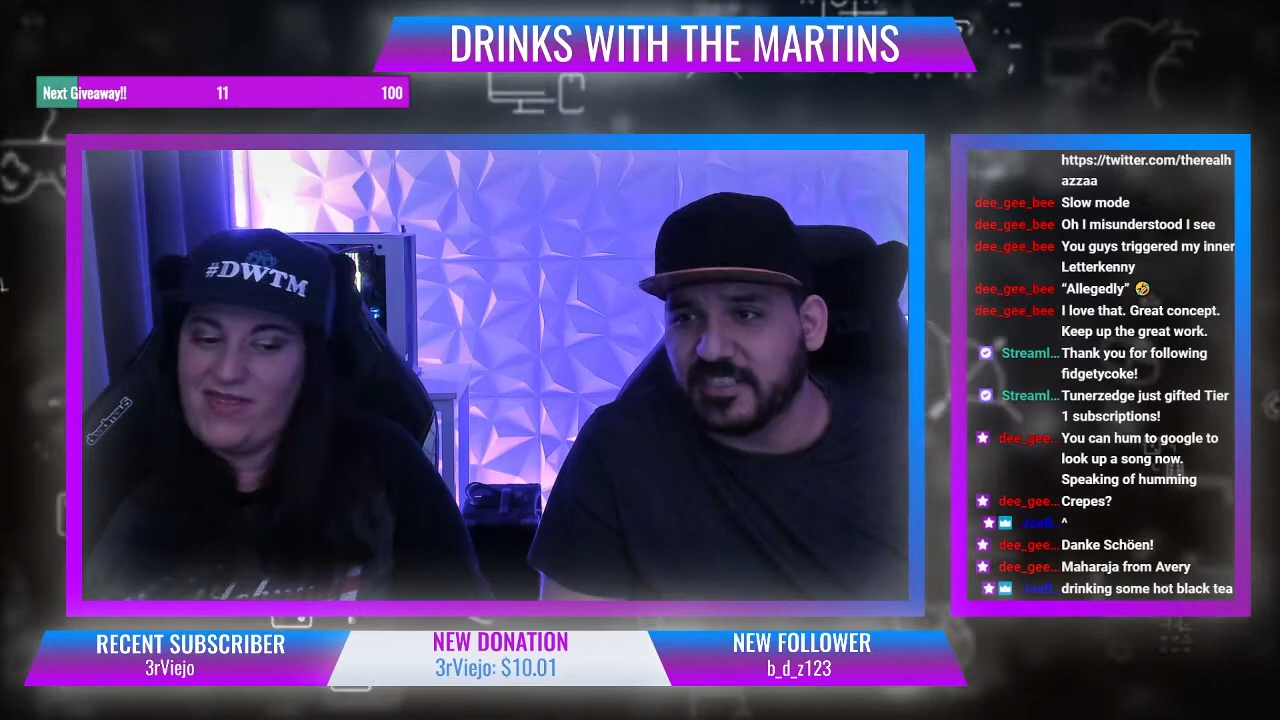 DRINKS WITH THE MARTINS
Next Giveaway!! 11 100
#DWTM
deadmau5
https://twitter.com/therealh
azzaa
dee_gee_bee Slow mode
dee_gee_bee Oh I misunderstood I see
dee_gee_bee You guys triggered my inner
Letterkenny
dee_gee_bee “Allegedly” 🤣
dee_gee_bee I love that. Great concept.
Keep up the great work.
Streaml... Thank you for following
fidgetycoke!
Streaml... Tunerzedge just gifted Tier
1 subscriptions!
dee_gee... You can hum to google to
look up a song now.
Speaking of humming
dee_gee... Crepes?
JoeB... ^
dee_gee... Danke Schöen!
dee_gee... Maharaja from Avery
JoeB... drinking some hot black tea
RECENT SUBSCRIBER
3rViejo
NEW DONATION
3rViejo: $10.01
NEW FOLLOWER
b_d_z123